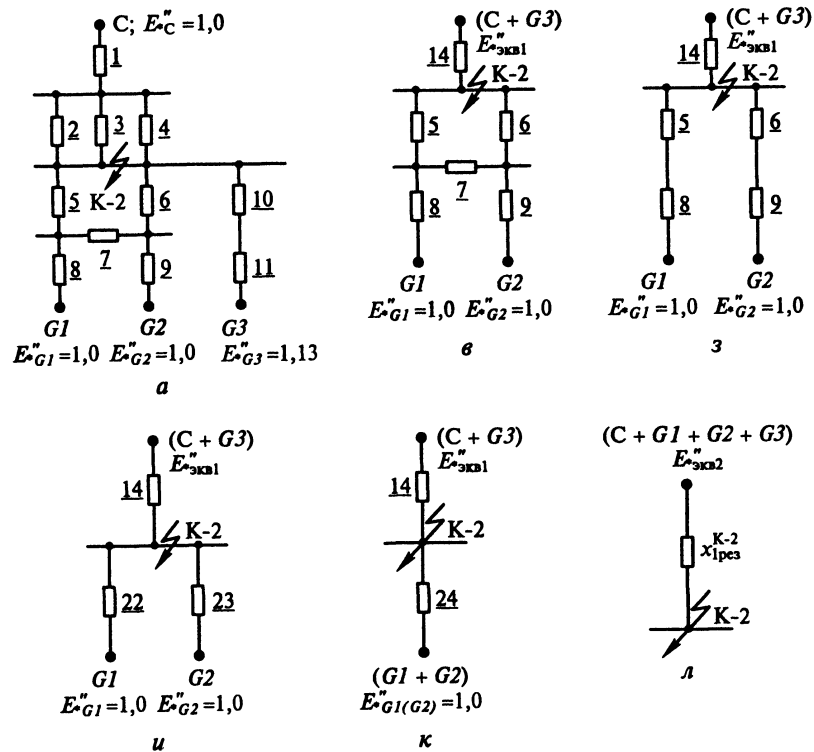 C; E″*C = 1,0
1
2
3
4
5
K-2
6
10
7
8
9
11
G1
G2
G3
E″*G1 = 1,0
E″*G2 = 1,0
E″*G3 = 1,13
а
(C + G3)
E″*экв1
14
K-2
5
6
7
8
9
G1
G2
E″*G1 = 1,0
E″*G2 = 1,0
в
(C + G3)
E″*экв1
14
K-2
5
6
8
9
G1
G2
E″*G1 = 1,0
E″*G2 = 1,0
з
(C + G3)
E″*экв1
14
K-2
22
23
G1
G2
E″*G1 = 1,0
E″*G2 = 1,0
и
(C + G3)
E″*экв1
14
K-2
24
(G1 + G2)
E″*G1(G2) = 1,0
к
(C + G1 + G2 + G3)
E″*экв2
x1рез K-2
K-2
л